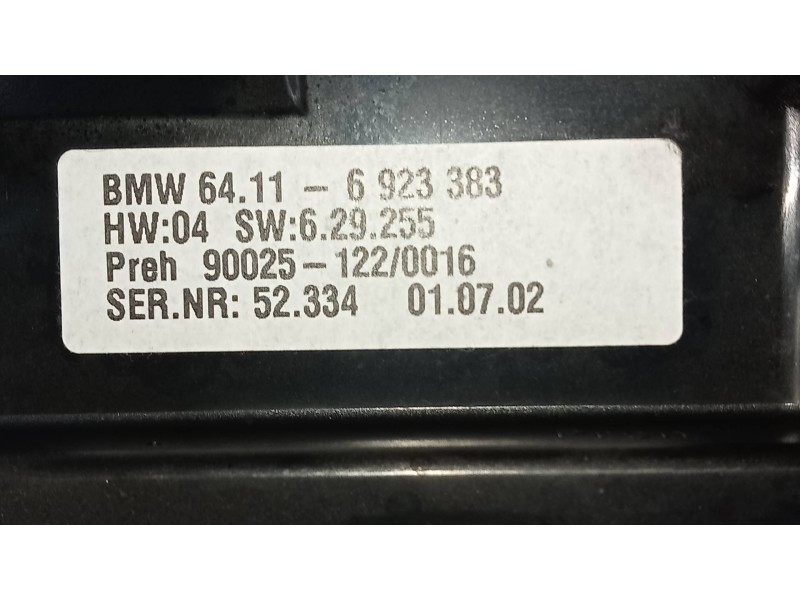 BMW 64.11 - 6 923 383
HW:04 SW:6.29.255
Preh 90025-122/0016
SER.NR: 52.334 01.07.02